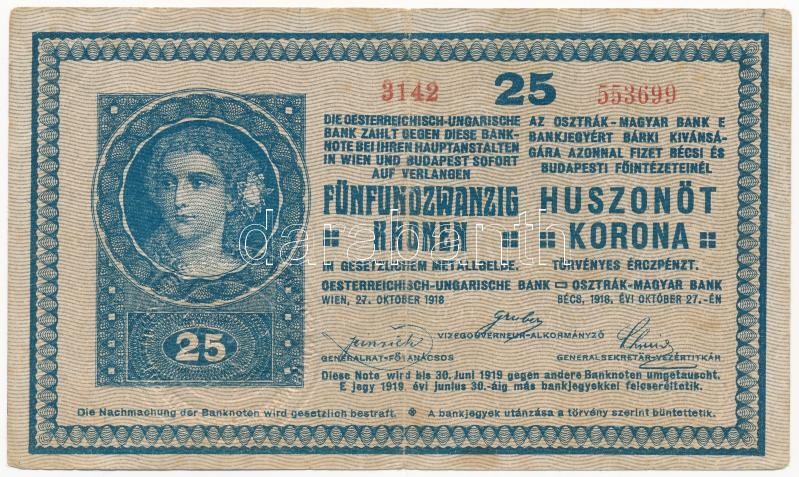 3142 25 553699
DIE OESTERREICHISCH-UNGARISCHE
BANK ZAHLT GEGEN DIESE BANK-
NOTE BEI IHREN HAUPTANSTALTEN
IN WIEN UND BUDAPEST SOFORT
AUF VERLANGEN
FÜNFUNDZWANZIG
KRONEN
IN GESETZLICHEM METALLGELDE.
OESTERREICHISCH-UNGARISCHE BANK
WIEN, 27. OKTOBER 1918
AZ OSZTRÁK-MAGYAR BANK E
BANKJEGYÉRT BÁRKI KIVÁNSÁ-
GÁRA AZONNAL FIZET BÉCSI ÉS
BUDAPESTI FŐINTÉZETEINÉL
HUSZONÖT
KORONA
TÖRVÉNYES ÉRCZPÉNZT.
OSZTRÁK-MAGYAR BANK
BÉCS, 1918. ÉVI OKTÓBER 27.-ÉN
25
Gruber
VIZEGOUVERNEUR-ALKORMÁNYZÓ
GENERALRAT-FŐTANÁCSOS
GENERALSEKRETÄR-VEZÉRTITKÁR
Diese Note wird bis 30. Juni 1919 gegen andere Banknoten umgetauscht.
E jegy 1919. évi junius 30.-áig más bankjegyekkel felcseréltetik.
Die Nachmachung der Banknoten wird gesetzlich bestraft. A bankjegyek utánzása a törvény szerint büntettetik.
darabanth